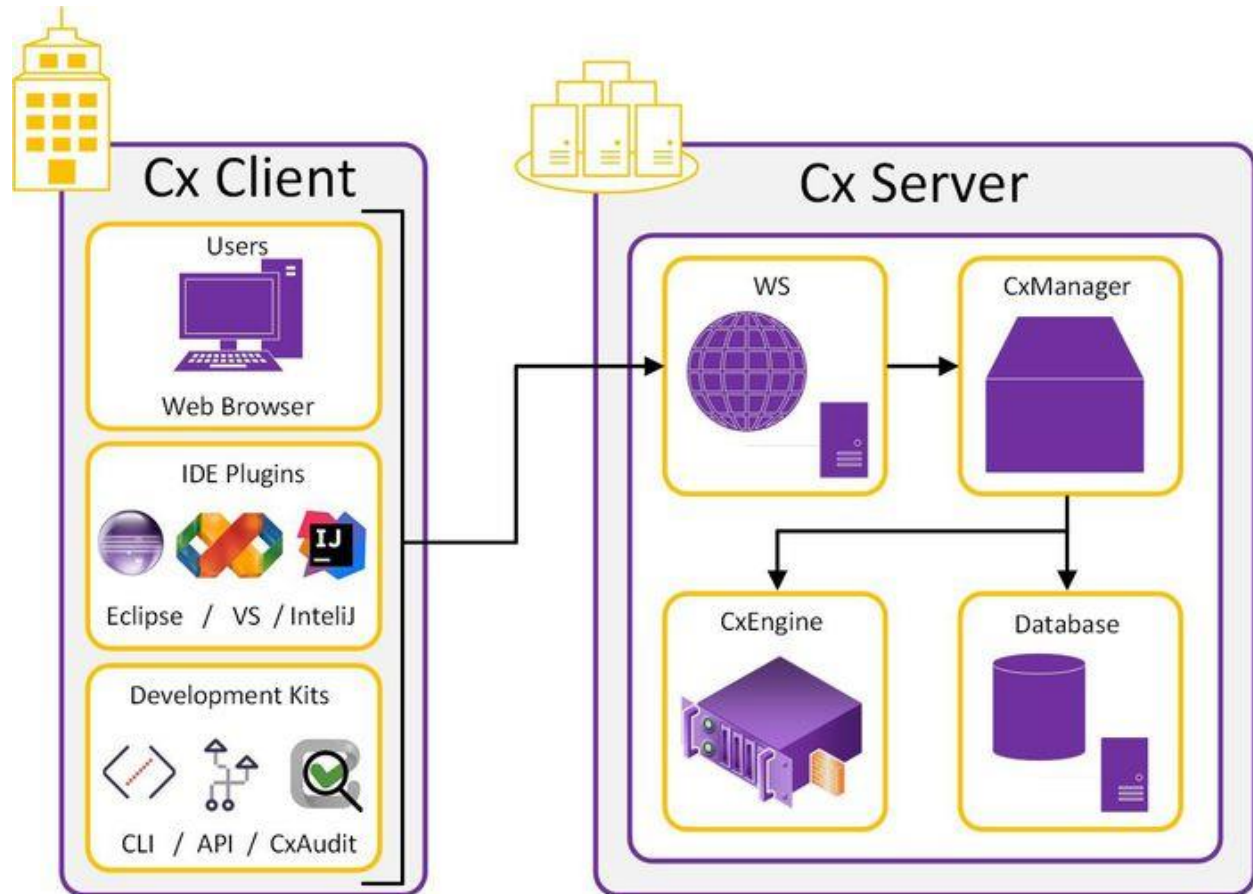 Cx Client
Users
Web Browser
IDE Plugins
IJ
Eclipse / VS / InteliJ
Development Kits
CLI / API / CxAudit
Cx Server
WS
CxManager
CxEngine
Database